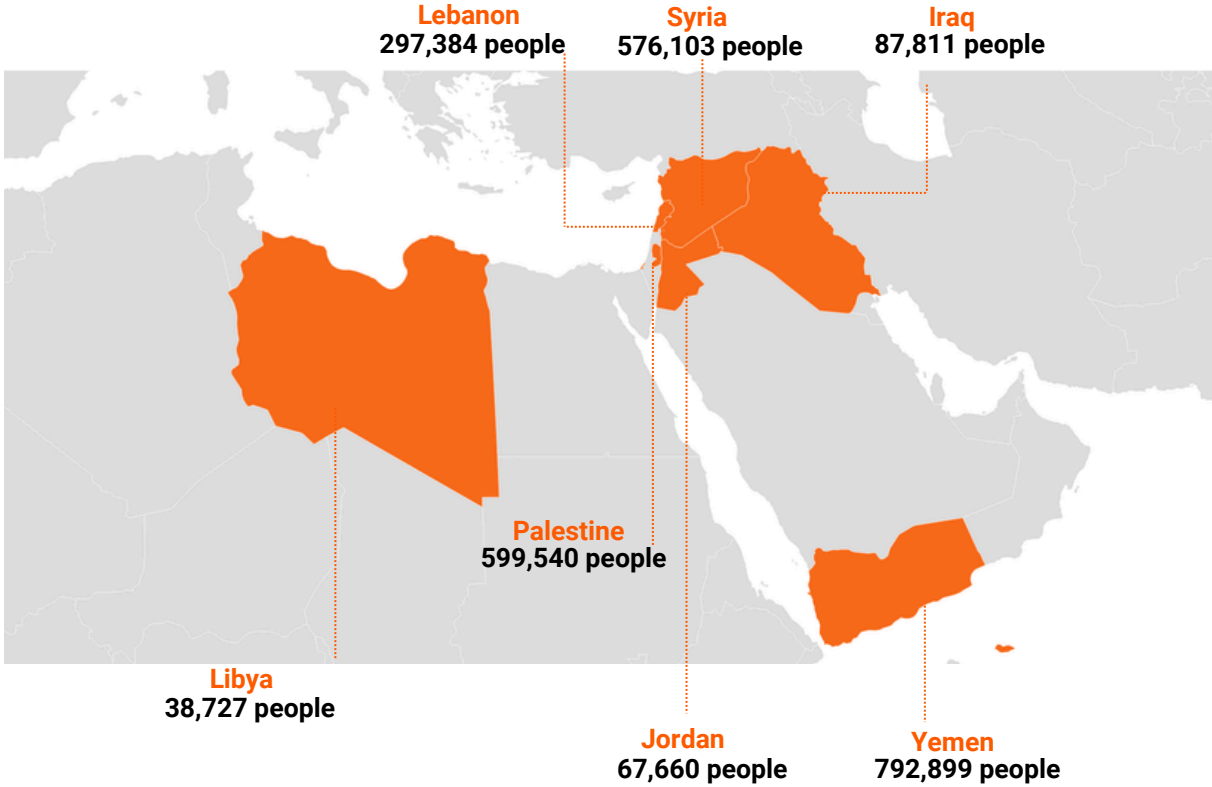 Lebanon
297,384 people
Syria
576,103 people
Iraq
87,811 people
Palestine
599,540 people
Libya
38,727 people
Jordan
67,660 people
Yemen
792,899 people